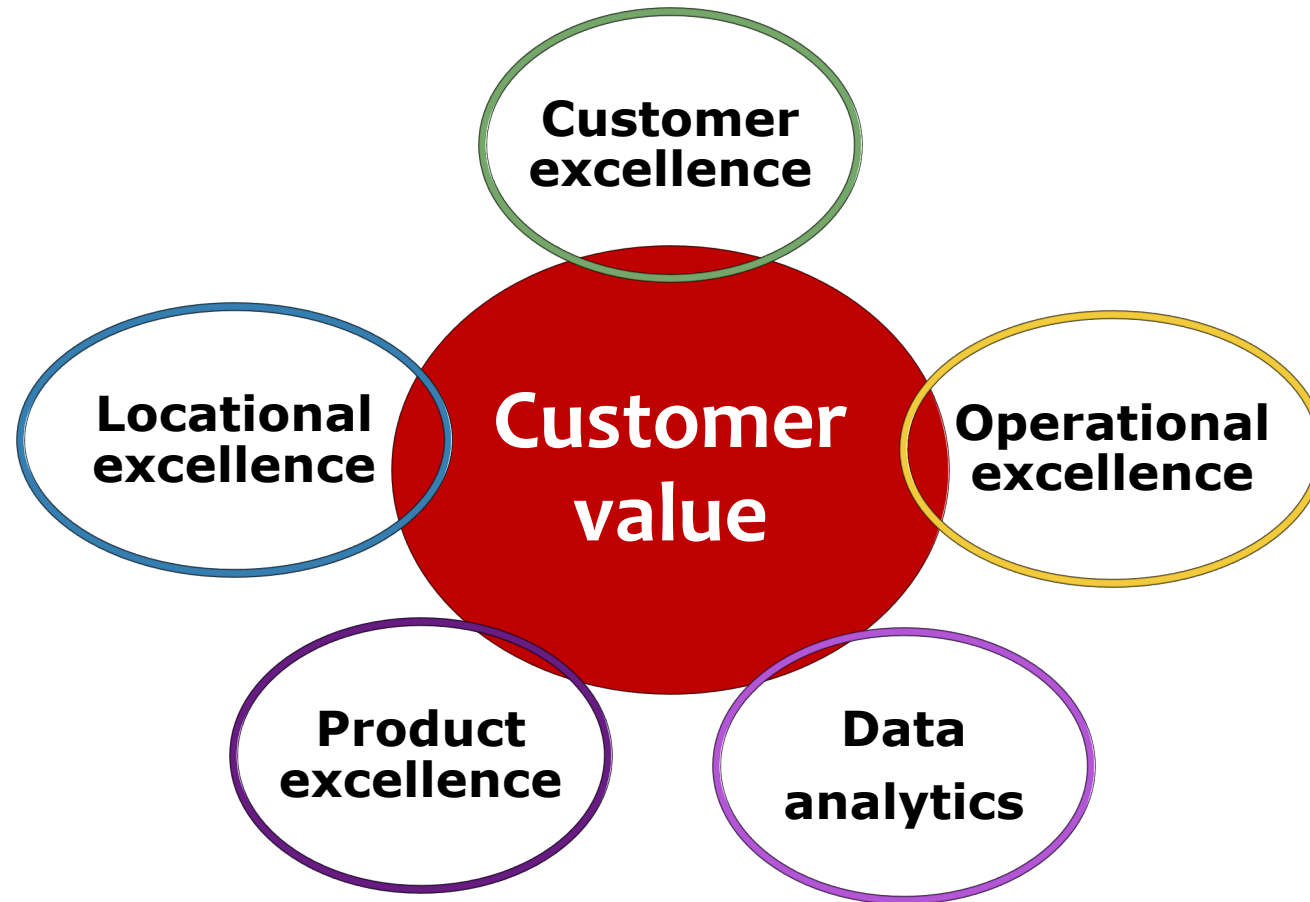 Customer
excellence
Locational
excellence
Customer
value
Operational
excellence
Product
excellence
Data
analytics